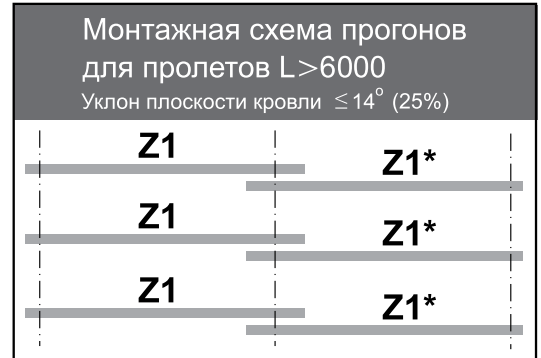 Монтажная схема прогонов
для пролетов L>6000
Уклон плоскости кровли ≤14° (25%)
Z1
Z1*
Z1
Z1*
Z1
Z1*